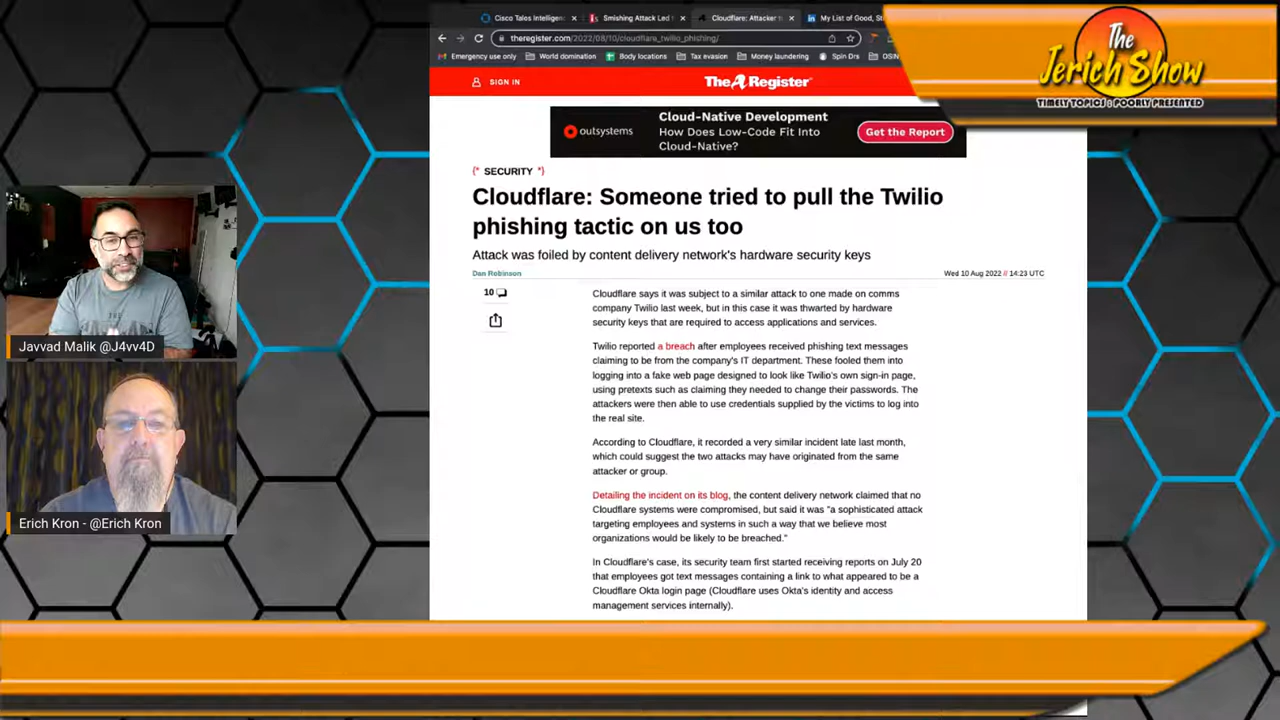 Cisco Talos Intelligen
Smishing Attack Led
Cloudflare: Attacker t
My List of Good, St
theregister.com/2022/08/10/cloudflare_twilio_phishing/
Emergency use only
World domination
Body locations
Tax evasion
Money laundering
Spin Drs
OSIN
The
Jerich Show
TIMELY TOPICS : POORLY PRESENTED
SIGN IN
The Register
outsystems
Cloud-Native Development
How Does Low-Code Fit Into
Cloud-Native?
Get the Report
{* SECURITY *}
Cloudflare: Someone tried to pull the Twilio
phishing tactic on us too
Attack was foiled by content delivery network's hardware security keys
Dan Robinson
Wed 10 Aug 2022 // 14:23 UTC
10
Cloudflare says it was subject to a similar attack to one made on comms
company Twilio last week, but in this case it was thwarted by hardware
security keys that are required to access applications and services.
Twilio reported a breach after employees received phishing text messages
claiming to be from the company's IT department. These fooled them into
logging into a fake web page designed to look like Twilio's own sign-in page,
using pretexts such as claiming they needed to change their passwords. The
attackers were then able to use credentials supplied by the victims to log into
the real site.
According to Cloudflare, it recorded a very similar incident late last month,
which could suggest the two attacks may have originated from the same
attacker or group.
Detailing the incident on its blog, the content delivery network claimed that no
Cloudflare systems were compromised, but said it was "a sophisticated attack
targeting employees and systems in such a way that we believe most
organizations would be likely to be breached."
In Cloudflare's case, its security team first started receiving reports on July 20
that employees got text messages containing a link to what appeared to be a
Cloudflare Okta login page (Cloudflare uses Okta's identity and access
management services internally).
Javvad Malik @J4vv4D
Erich Kron - @Erich Kron